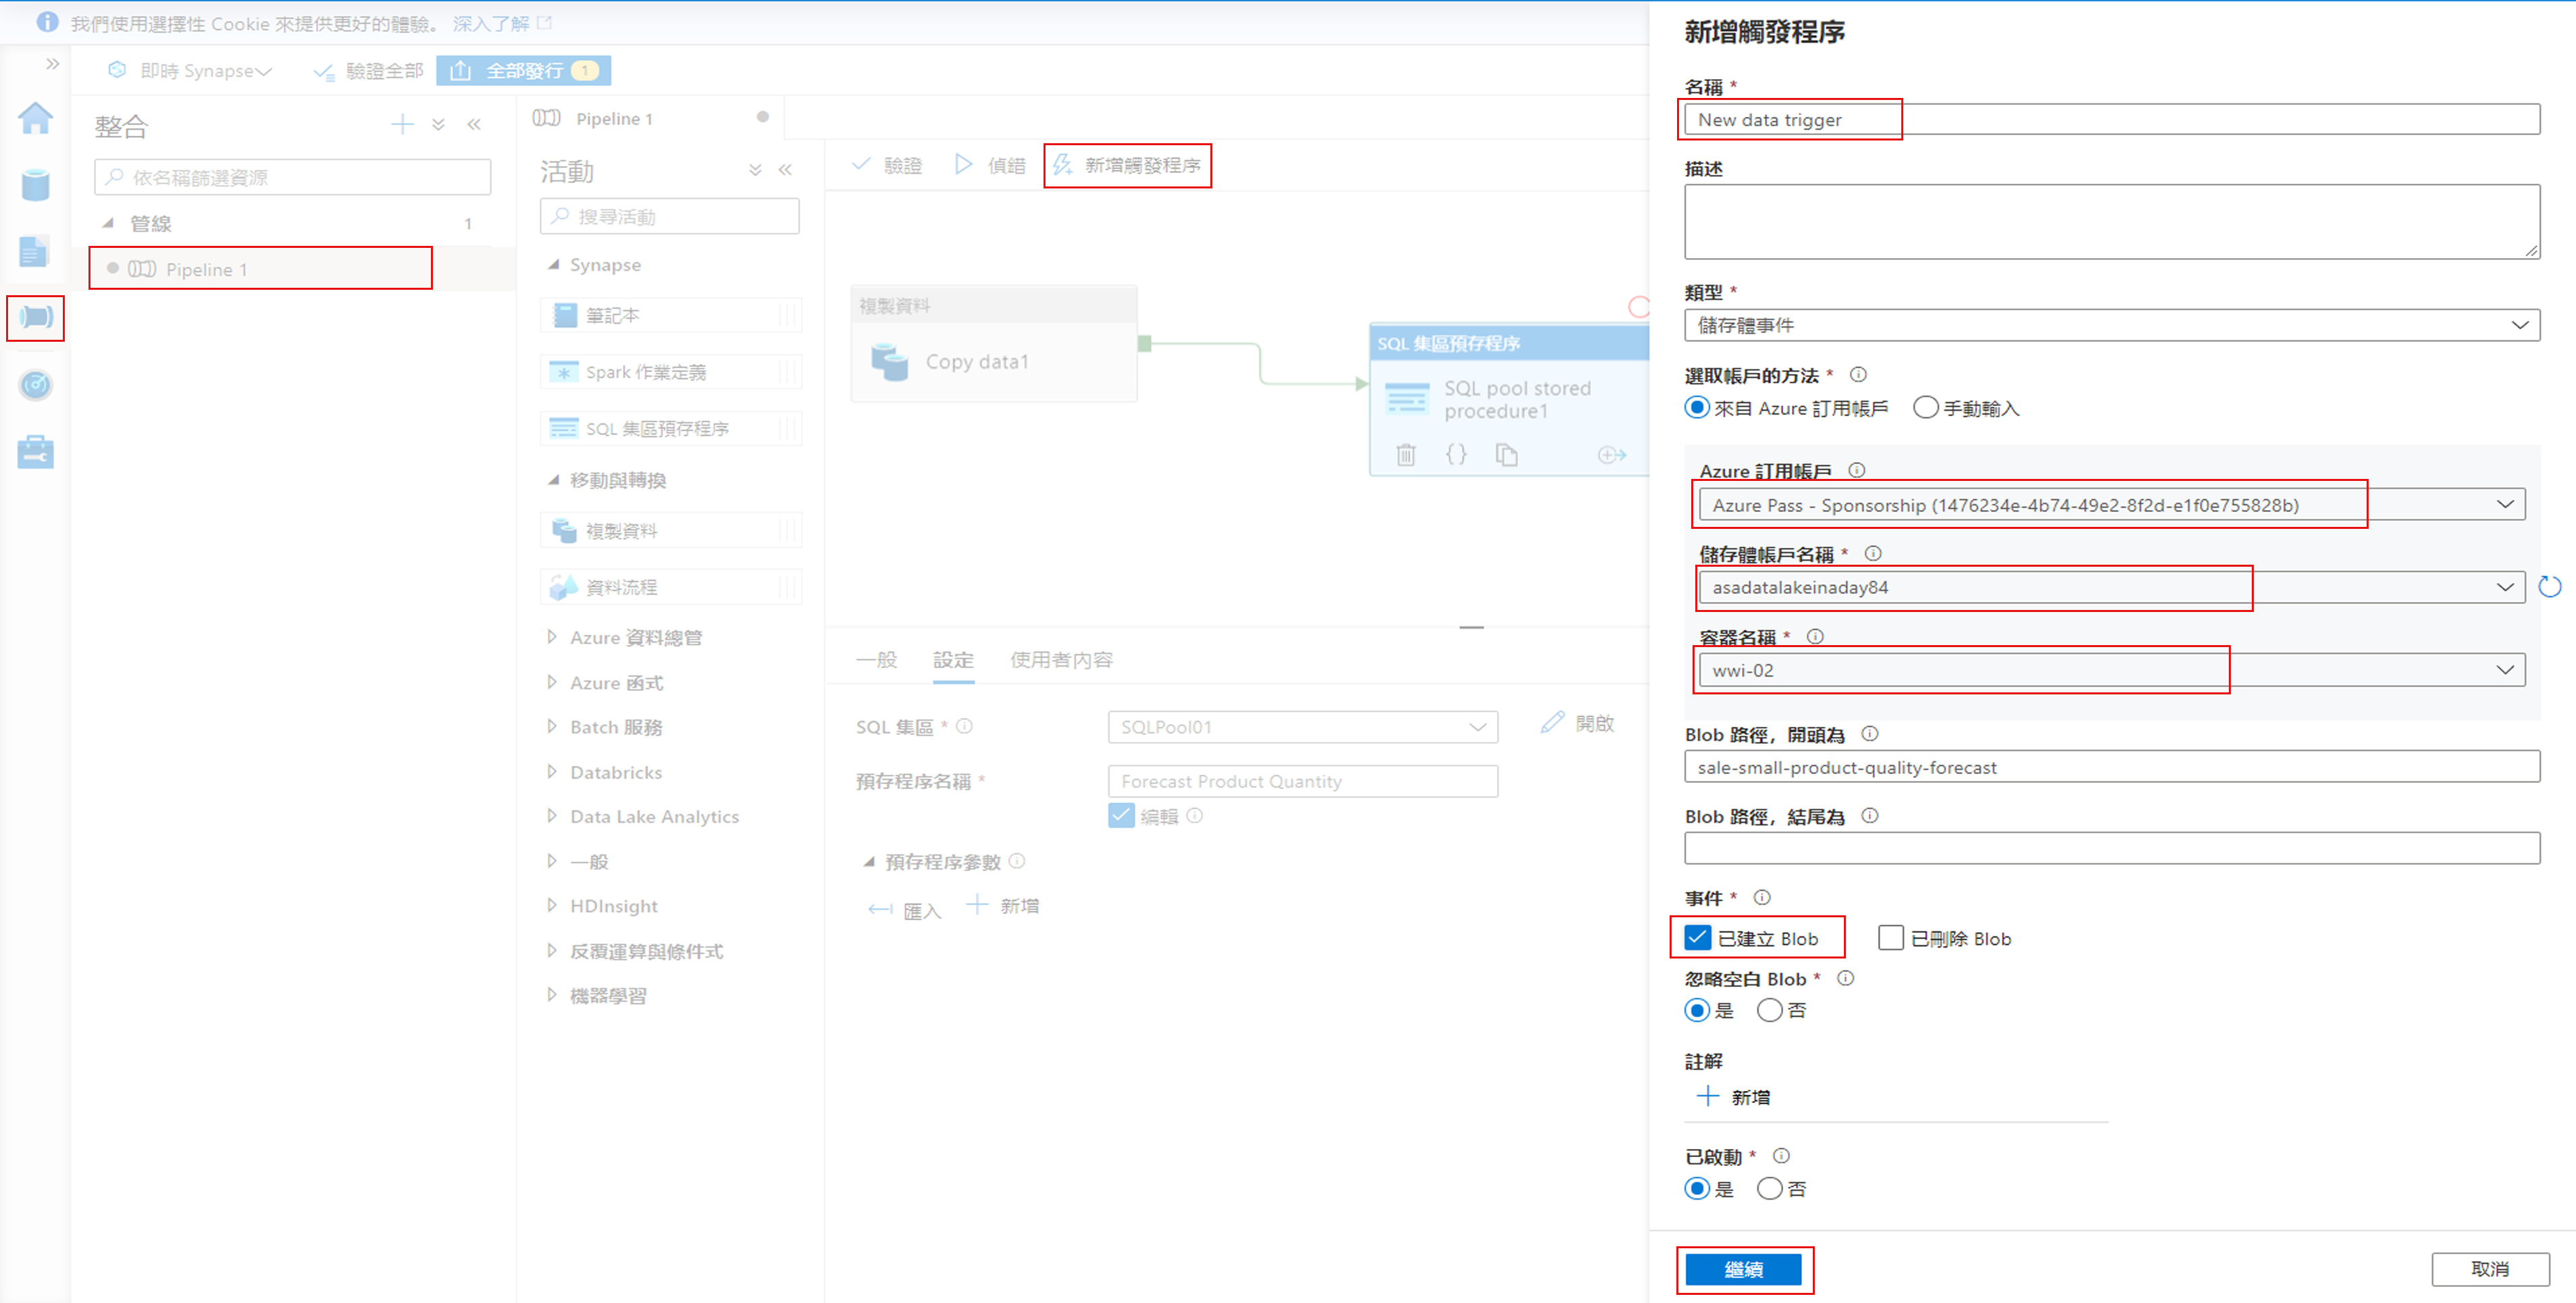 我們使用選擇性 Cookie 來提供更好的體驗。 深入了解
即時 Synapse
驗證全部
全部發行 1
整合
依名稱篩選資源
管線 1
Pipeline 1
Pipeline 1
活動
搜尋活動
Synapse
筆記本
Spark 作業定義
SQL 集區預存程序
移動與轉換
複製資料
資料流程
Azure 資料總管
Azure 函式
Batch 服務
Databricks
Data Lake Analytics
一般
HDInsight
反覆運算與條件式
機器學習
驗證 偵錯 新增觸發程序
複製資料
Copy data1
SQL 集區預存程序
SQL pool stored
procedure1
一般 設定 使用者內容
SQL 集區 *
SQLPool01
開啟
預存程序名稱 *
Forecast Product Quantity
編輯
預存程序參數
匯入 新增
新增觸發程序
名稱 *
New data trigger
描述
類型 *
儲存體事件
選取帳戶的方法 *
來自 Azure 訂用帳戶 手動輸入
Azure 訂用帳戶
Azure Pass - Sponsorship (1476234e-4b74-49e2-8f2d-e1f0e755828b)
儲存體帳戶名稱 *
asadatalakeinaday84
容器名稱 *
wwi-02
Blob 路徑，開頭為
sale-small-product-quality-forecast
Blob 路徑，結尾為
事件 *
已建立 Blob 已刪除 Blob
忽略空白 Blob *
是 否
註解
新增
已啟動 *
是 否
繼續
取消